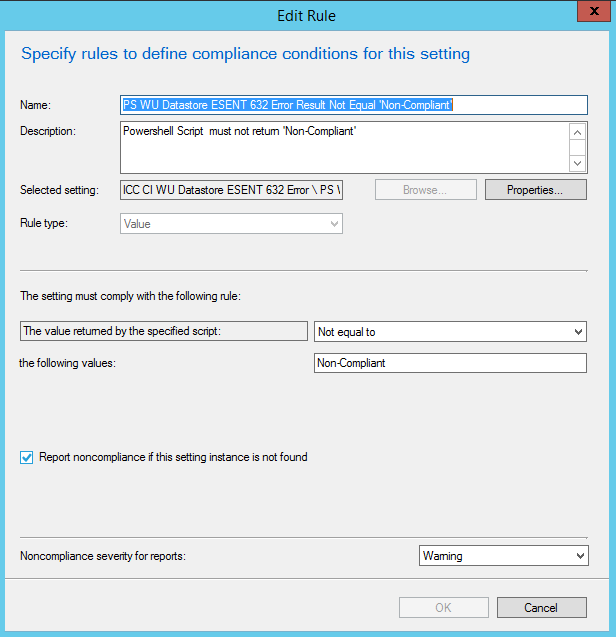 Edit Rule
x
Specify rules to define compliance conditions for this setting
Name:
PS WU Datastore ESENT 632 Error Result Not Equal 'Non-Compliant'
Description:
Powershell Script must not return 'Non-Compliant'
Selected setting:
ICC CI WU Datastore ESENT 632 Error \ PS \
Browse...
Properties...
Rule type:
Value
The setting must comply with the following rule:
The value returned by the specified script:
Not equal to
the following values:
Non-Compliant
Report noncompliance if this setting instance is not found
Noncompliance severity for reports:
Warning
OK
Cancel